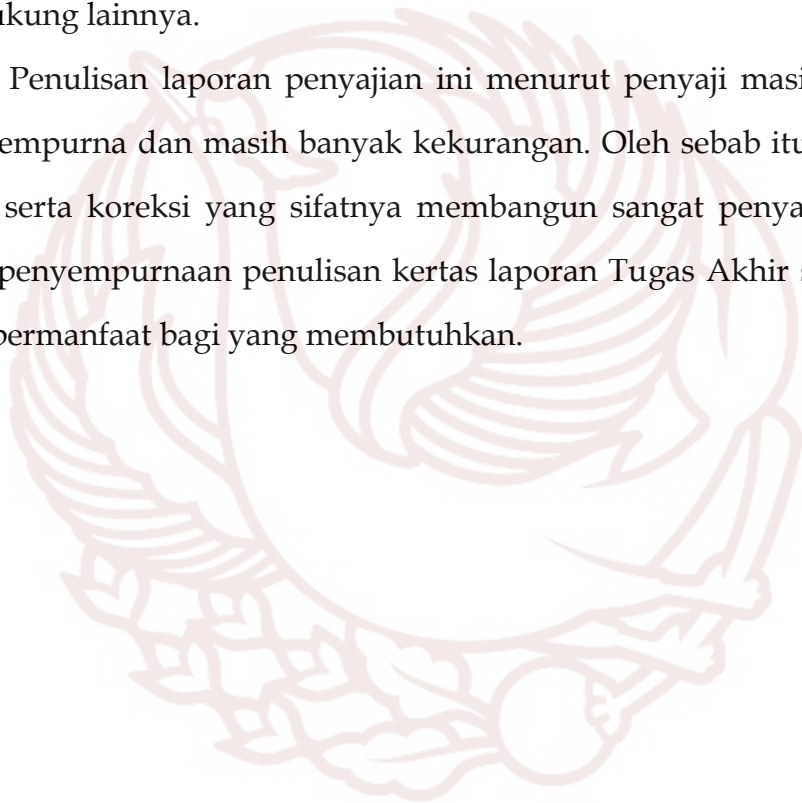 ukung lainnya.
Penulisan laporan penyajian ini menurut penyaji masi
empurna dan masih banyak kekurangan. Oleh sebab itu
serta koreksi yang sifatnya membangun sangat penya
penyempurnaan penulisan kertas laporan Tugas Akhir s
bermanfaat bagi yang membutuhkan.